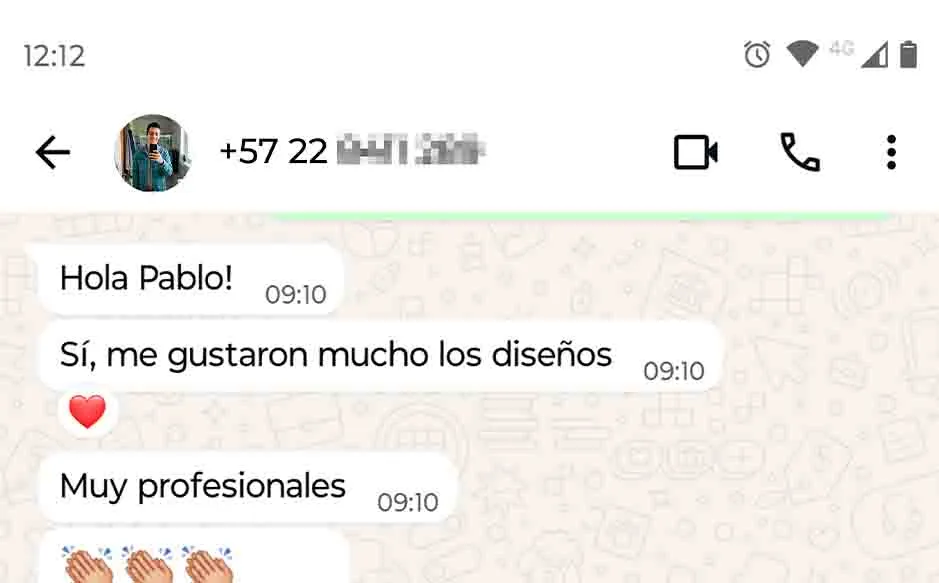 12:12
4G
+57 22
Hola Pablo!
09:10
Sí, me gustaron mucho los diseños
09:10
❤️
Muy profesionales
09:10
👏🏼👏🏼👏🏼